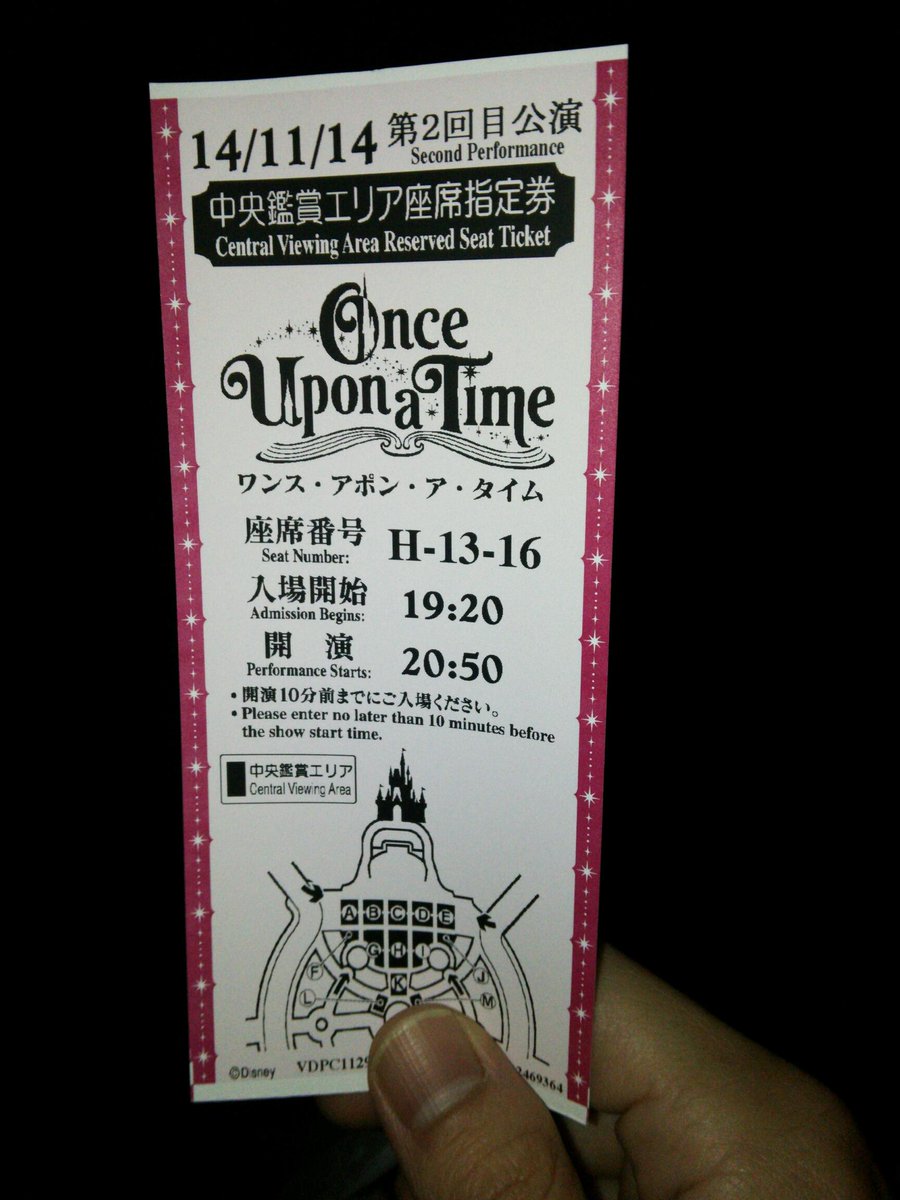 14/11/14 第2回目公演
Second Performance
中央鑑賞エリア座席指定券
Central Viewing Area Reserved Seat Ticket
Once
Upon a Time
ワンス・アポン・ア・タイム
座席番号 H-13-16
Seat Number:
入場開始 19:20
Admission Begins:
開 演 20:50
Performance Starts:
・開演10分前までにご入場ください。
・Please enter no later than 10 minutes before
the show start time.
中央鑑賞エリア
Central Viewing Area
A B C D E
G H I
F K J
L M
©Disney VDPC1129 2469364